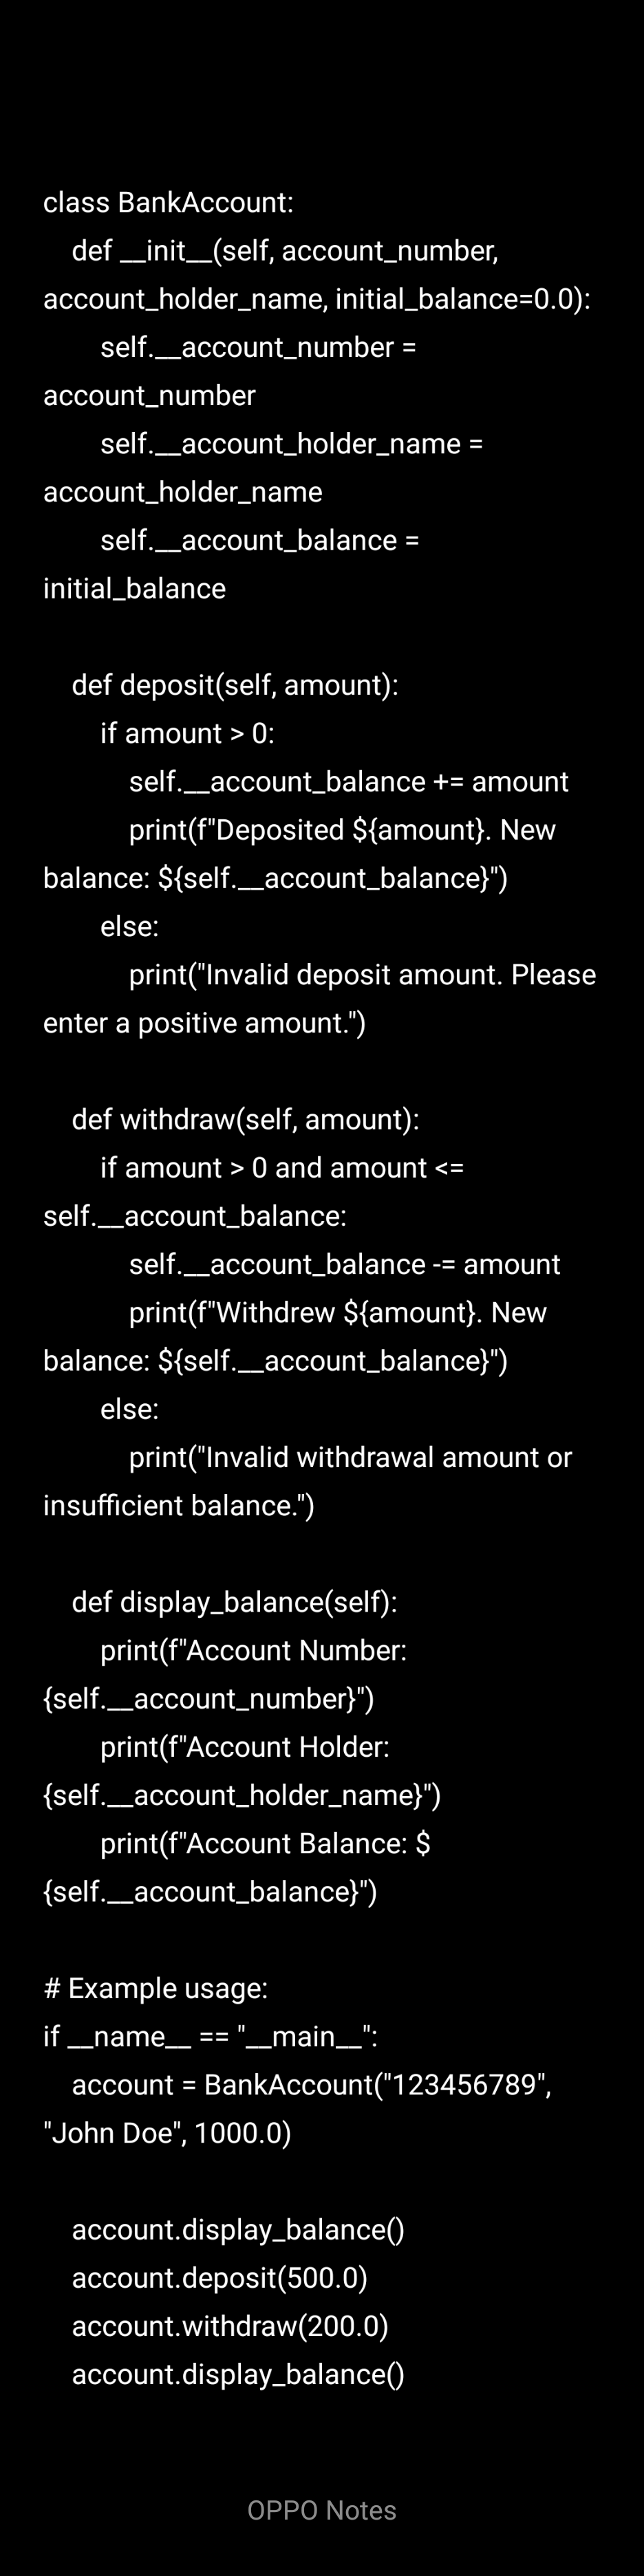 class BankAccount:
    def __init__(self, account_number,
account_holder_name, initial_balance=0.0):
        self.__account_number =
account_number
        self.__account_holder_name =
account_holder_name
        self.__account_balance =
initial_balance

    def deposit(self, amount):
        if amount > 0:
            self.__account_balance += amount
            print(f"Deposited ${amount}. New
balance: ${self.__account_balance}")
        else:
            print("Invalid deposit amount. Please
enter a positive amount.")

    def withdraw(self, amount):
        if amount > 0 and amount <=
self.__account_balance:
            self.__account_balance -= amount
            print(f"Withdrew ${amount}. New
balance: ${self.__account_balance}")
        else:
            print("Invalid withdrawal amount or
insufficient balance.")

    def display_balance(self):
        print(f"Account Number:
{self.__account_number}")
        print(f"Account Holder:
{self.__account_holder_name}")
        print(f"Account Balance: $
{self.__account_balance}")

# Example usage:
if __name__ == "__main__":
    account = BankAccount("123456789",
"John Doe", 1000.0)

    account.display_balance()
    account.deposit(500.0)
    account.withdraw(200.0)
    account.display_balance()

OPPO Notes